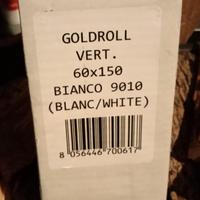 GOLDROLL
VERT.
60x150
BIANCO 9010
(BLANC/WHITE)
8 056446 700617